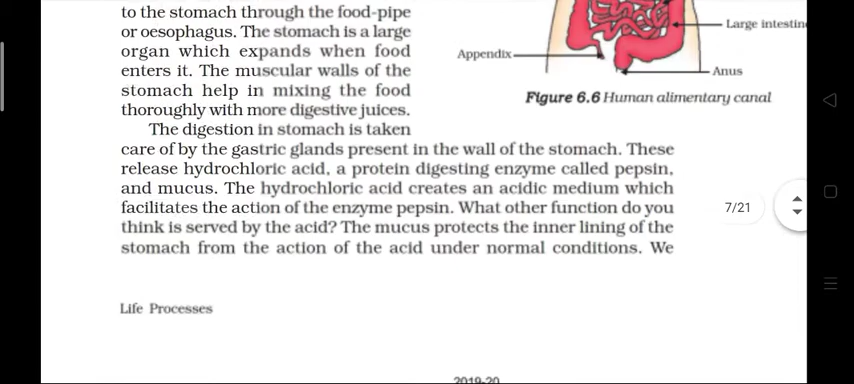 to the stomach through the food-pipe
or oesophagus. The stomach is a large
organ which expands when food
enters it. The muscular walls of the
stomach help in mixing the food
thoroughly with more digestive juices.
The digestion in stomach is taken
care of by the gastric glands present in the wall of the stomach. These
release hydrochloric acid, a protein digesting enzyme called pepsin,
and mucus. The hydrochloric acid creates an acidic medium which
facilitates the action of the enzyme pepsin. What other function do you
think is served by the acid? The mucus protects the inner lining of the
stomach from the action of the acid under normal conditions. We
Large intestin
Appendix
Anus
Figure 6.6 Human alimentary canal
7/21
Life Processes
2019-20